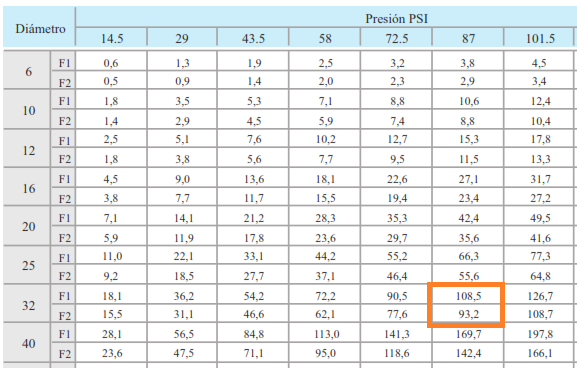 Diámetro Presión PSI
14.5 29 43.5 58 72.5 87 101.5
6 F1 0,6 1,3 1,9 2,5 3,2 3,8 4,5
F2 0,5 0,9 1,4 2,0 2,3 2,9 3,4
10 F1 1,8 3,5 5,3 7,1 8,8 10,6 12,4
F2 1,4 2,9 4,5 5,9 7,4 8,8 10,4
12 F1 2,5 5,1 7,6 10,2 12,7 15,3 17,8
F2 1,8 3,8 5,6 7,7 9,5 11,5 13,3
16 F1 4,5 9,0 13,6 18,1 22,6 27,1 31,7
F2 3,8 7,7 11,7 15,5 19,4 23,4 27,2
20 F1 7,1 14,1 21,2 28,3 35,3 42,4 49,5
F2 5,9 11,9 17,8 23,6 29,7 35,6 41,6
25 F1 11,0 22,1 33,1 44,2 55,2 66,3 77,3
F2 9,2 18,5 27,7 37,1 46,4 55,6 64,8
32 F1 18,1 36,2 54,2 72,2 90,5 108,5 126,7
F2 15,5 31,1 46,6 62,1 77,6 93,2 108,7
40 F1 28,1 56,5 84,8 113,0 141,3 169,7 197,8
F2 23,6 47,5 71,1 95,0 118,6 142,4 166,1